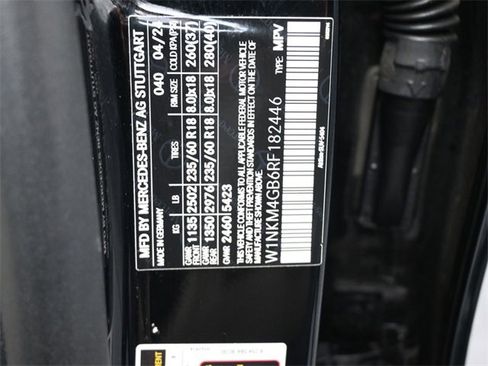 MFD BY MERCEDES-BENZ AG STUTTGART
MADE IN GERMANY 040 04/2
KG LB RIM SIZE COLD KPA(PSI)
GAWR FRONT 1135 2502 235/60 R18 8.0Jx18 260(37)
GAWR REAR 1350 2976 235/60 R18 8.0Jx18 280(40)
GVWR 2460 5423
THIS VEHICLE CONFORMS TO ALL APPLICABLE FEDERAL MOTOR VEHICLE
SAFETY AND THEFT PREVENTION STANDARDS IN EFFECT ON THE DATE OF
MANUFACTURE SHOWN ABOVE.
W1NKM4GB6RF182446 TYPE: MPV